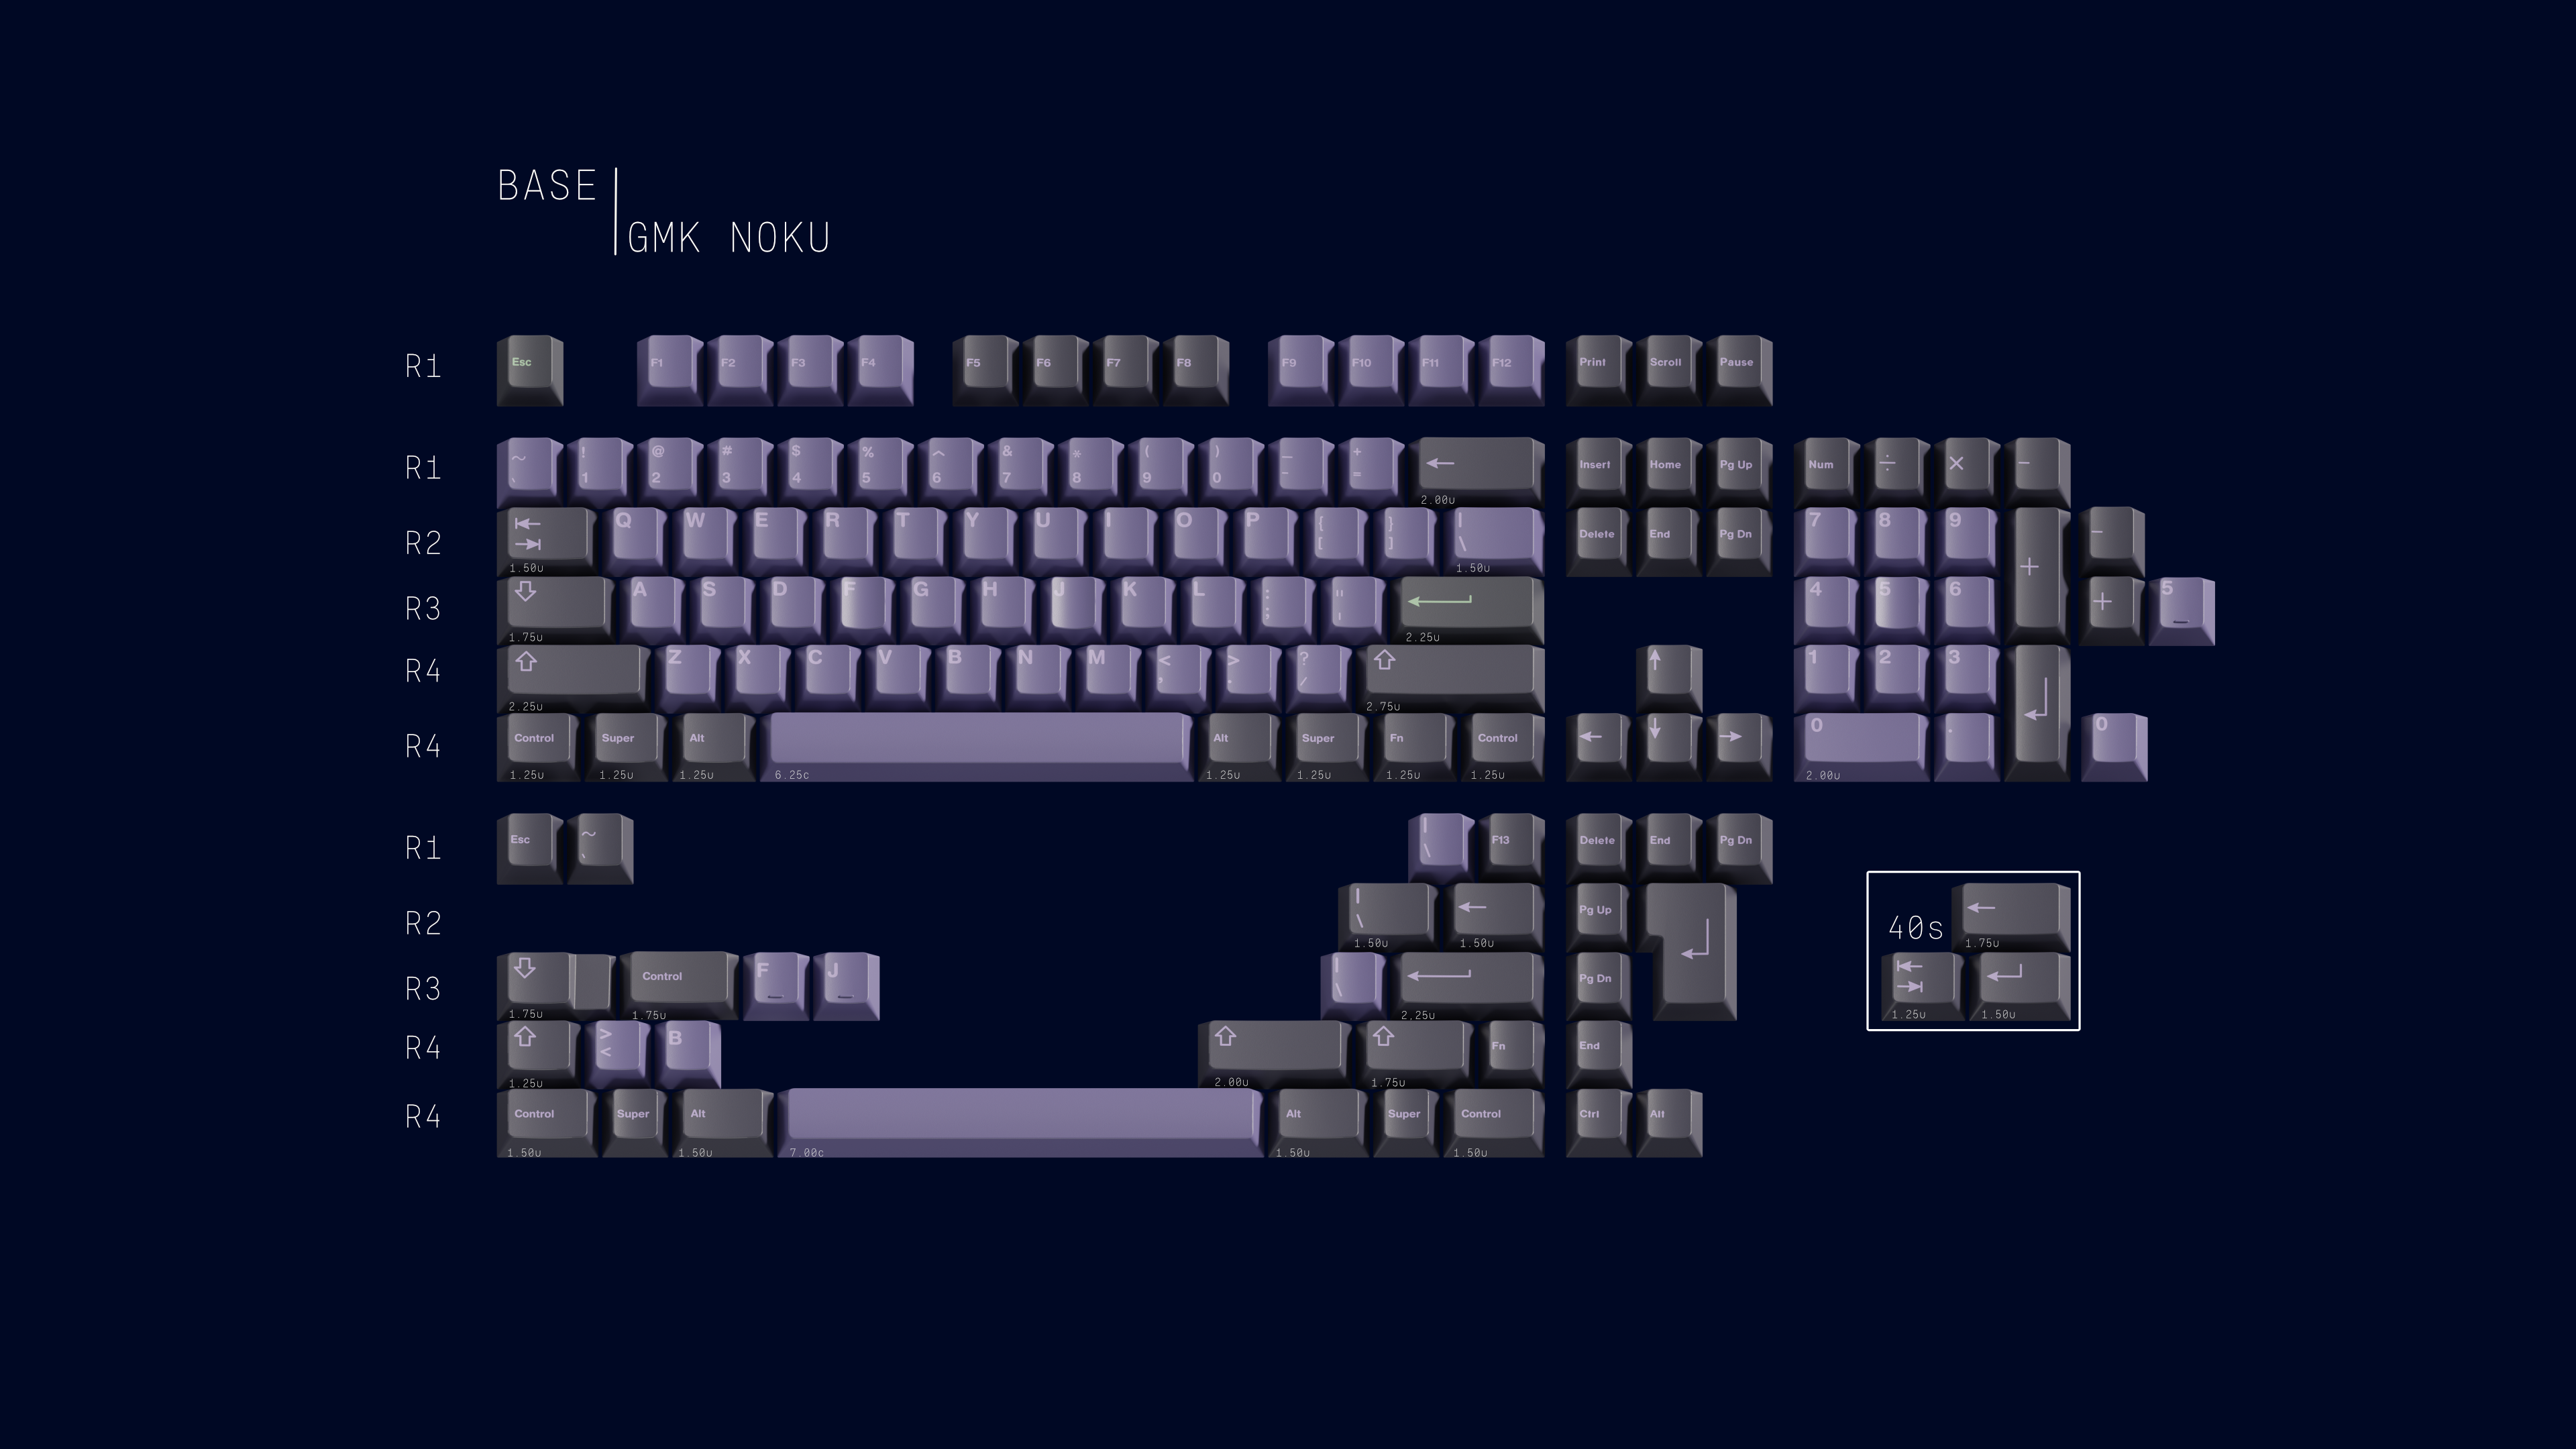 BASE
GMK NOKU
R1 Esc F1 F2 F3 F4 F5 F6 F7 F8 F9 F10 F11 F12 Print Scroll Pause
R1 ~ ` ! 1 @ 2 # 3 $ 4 % 5 ^ 6 & 7 * 8 ( 9 ) 0 _ - + = ← 2.00u Insert Home Pg Up Num ÷ × −
R2 1.50u Q W E R T Y U I O P { [ } ] | \ 1.50u Delete End Pg Dn 7 8 9 + −
R3 1.75u A S D F G H J K L : ; " ' 2.25u 4 5 6 + 5
R4 2.25u Z X C V B N M < , > . ? / 2.75u ↑ 1 2 3
R4 Control 1.25u Super 1.25u Alt 1.25u 6.25c Alt 1.25u Super 1.25u Fn 1.25u Control 1.25u ← ↓ → 0 2.00u . 0
R1 Esc ~ ` | \ F13 Delete End Pg Dn
R2 | \ 1.50u ← 1.50u Pg Up 40s ← 1.75u
R3 1.75u Control 1.75u F J | \ 2,25u Pg Dn 1.25u 1.50u
R4 1.25u > < B 2.00u 1.75u Fn End
R4 Control 1.50u Super Alt 1.50u 7.00c Alt 1.50u Super Control 1.50u Ctrl Alt